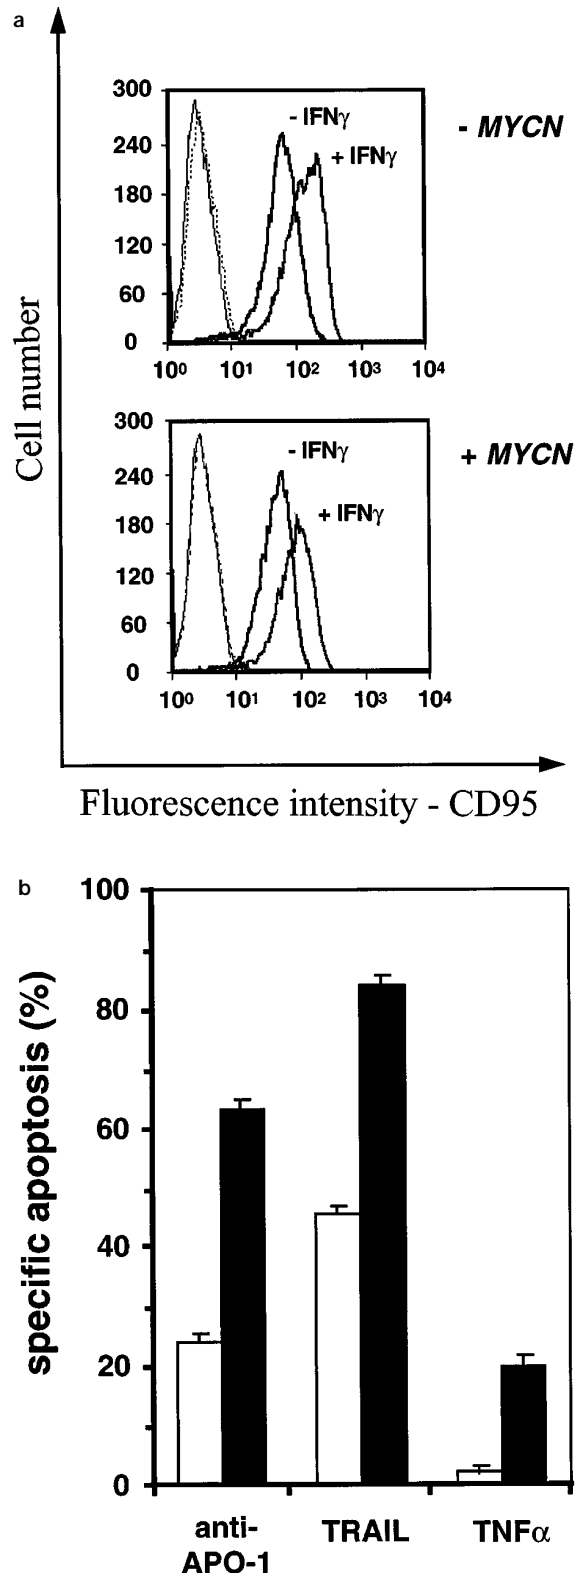 a
300
240
180
120
60
0
- IFNγ
+ IFNγ
- MYCN
10⁰ 10¹ 10² 10³ 10⁴
Cell number
300
240
180
120
60
0
- IFNγ
+ IFNγ
+ MYCN
10⁰ 10¹ 10² 10³ 10⁴
Fluorescence intensity - CD95
b
specific apoptosis (%)
100
80
60
40
20
0
anti-
APO-1
TRAIL
TNFα